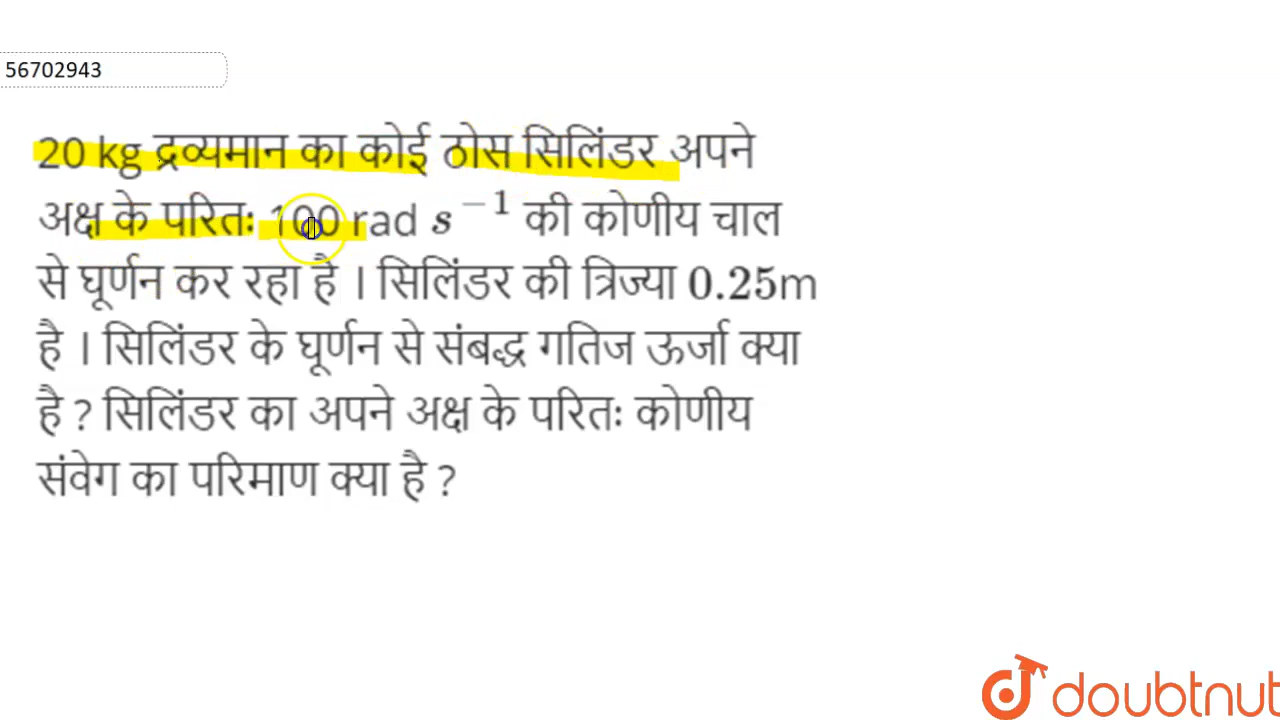 56702943
20 kg द्रव्यमान का कोई ठोस सिलिंडर अपने
अक्ष के परितः 100 rad s⁻¹ की कोणीय चाल
से घूर्णन कर रहा है । सिलिंडर की त्रिज्या 0.25m
है । सिलिंडर के घूर्णन से संबद्ध गतिज ऊर्जा क्या
है ? सिलिंडर का अपने अक्ष के परितः कोणीय
संवेग का परिमाण क्या है ?
doubtnut